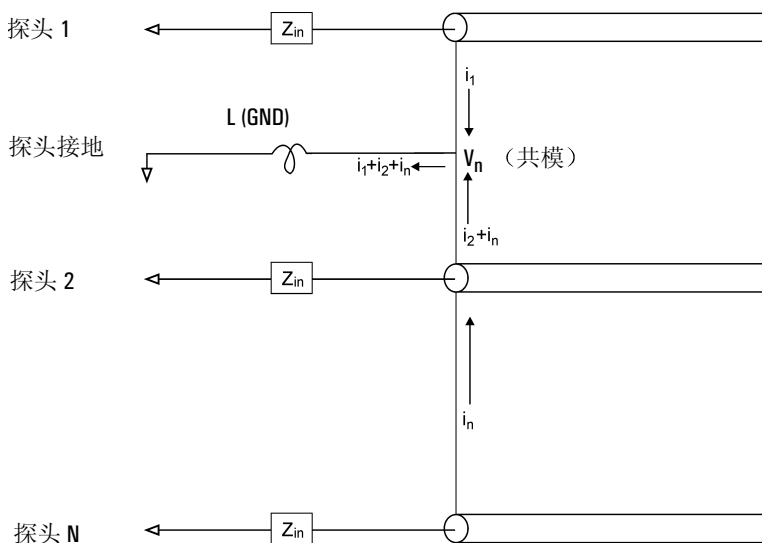 探头 1
Zin
i1
L (GND)
探头接地
i1+i2+in
Vn （共模）
i2+in
探头 2
Zin
in
探头 N
Zin